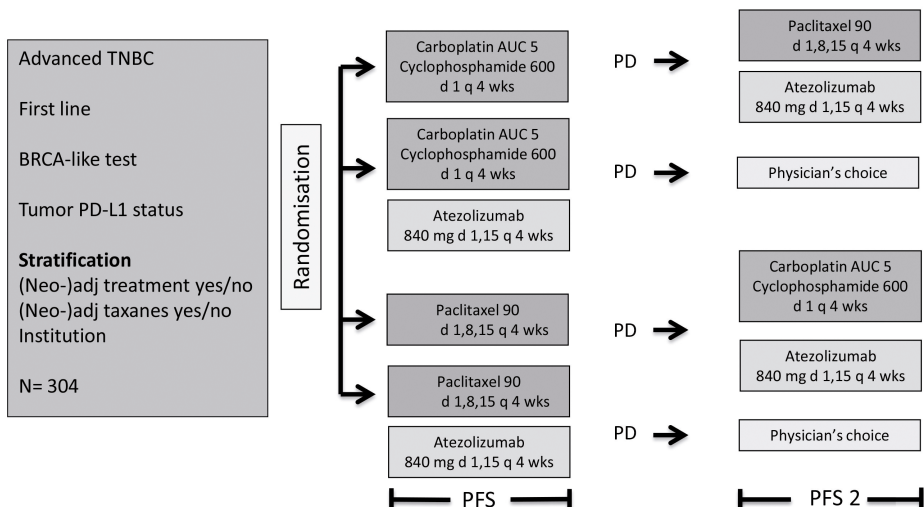 Advanced TNBC
First line
BRCA-like test
Tumor PD-L1 status
Stratification
(Neo-)adj treatment yes/no
(Neo-)adj taxanes yes/no
Institution
N= 304
Randomisation
Carboplatin AUC 5
Cyclophosphamide 600
d 1 q 4 wks
PD
Paclitaxel 90
d 1,8,15 q 4 wks
Atezolizumab
840 mg d 1,15 q 4 wks
Carboplatin AUC 5
Cyclophosphamide 600
d 1 q 4 wks
Atezolizumab
840 mg d 1,15 q 4 wks
PD
Physician's choice
Paclitaxel 90
d 1,8,15 q 4 wks
PD
Carboplatin AUC 5
Cyclophosphamide 600
d 1 q 4 wks
Atezolizumab
840 mg d 1,15 q 4 wks
Paclitaxel 90
d 1,8,15 q 4 wks
Atezolizumab
840 mg d 1,15 q 4 wks
PD
Physician's choice
PFS
PFS 2